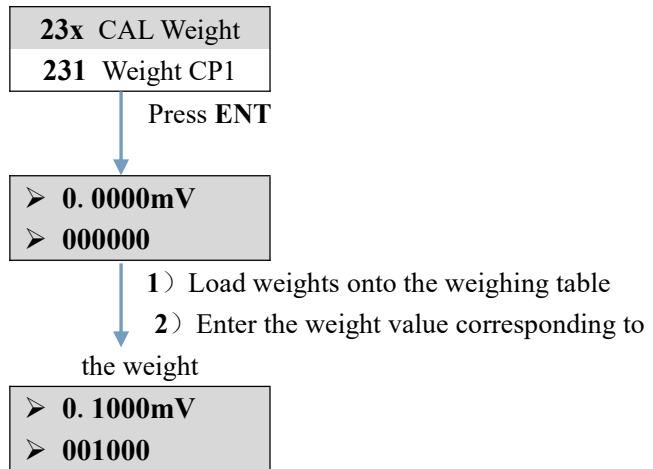 23x CAL Weight
231 Weight CP1
Press ENT
➢ 0.0000mV
➢ 000000
1）Load weights onto the weighing table
2）Enter the weight value corresponding to
the weight
➢ 0.1000mV
➢ 001000